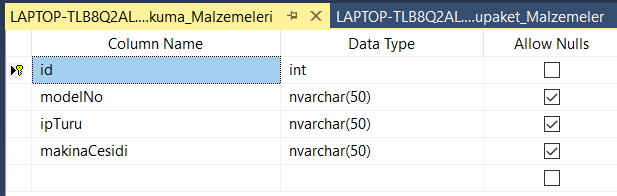 LAPTOP-TLB8Q2AL....kuma_Malzemeleri LAPTOP-TLB8Q2AL....upaket_Malzemeler
Column Name Data Type Allow Nulls
id int
modelNo nvarchar(50)
ipTuru nvarchar(50)
makinaCesidi nvarchar(50)